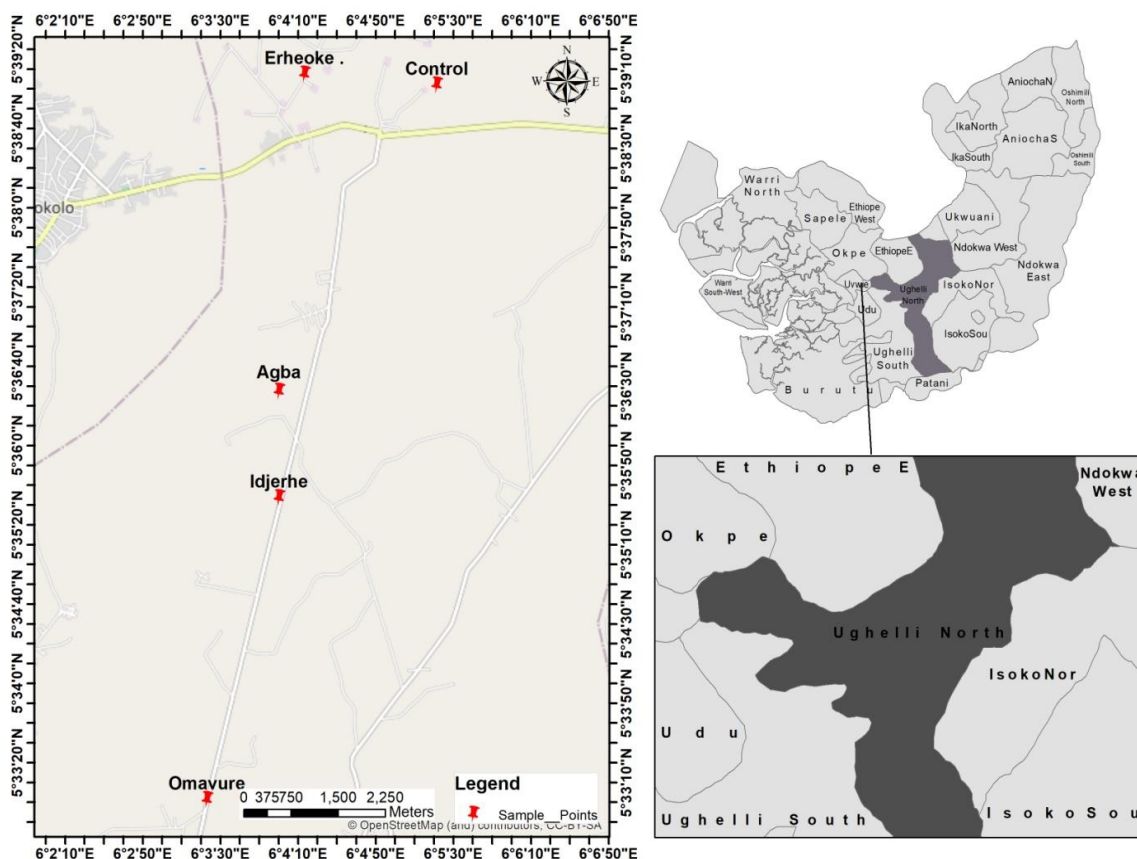 6°2'10"E 6°2'50"E 6°3'30"E 6°4'10"E 6°4'50"E 6°5'30"E 6°6'10"E 6°6'50"E
5°39'20"N
5°38'40"N
5°38'0"N
5°37'20"N
5°36'40"N
5°36'0"N
5°35'20"N
5°34'40"N
5°34'0"N
5°33'20"N
Erheoke .
Control
N
W E
S
okolo
Agba
Idjerhe
Omavure
0 375750 1,500 2,250
Meters
Legend
Sample_Points
© OpenStreetMap (and) contributors, CC-BY-SA
5°39'10"N
5°38'30"N
5°37'50"N
5°37'10"N
5°36'30"N
5°35'50"N
5°35'10"N
5°34'30"N
5°33'50"N
5°33'10"N
6°2'10"E 6°2'50"E 6°3'30"E 6°4'10"E 6°4'50"E 6°5'30"E 6°6'10"E 6°6'50"E
AniochaN
Oshimili
North
IkaNorth
AniochaS
IkaSouth
Oshimili
South
Warri
North
Ethiope
West
Sapele
Ukwuani
Okpe
EthiopeE
Ndokwa West
Ndokwa
East
Warri
South-West
Uvwie
Ughelli
North
IsokoNor
Udu
IsokoSou
Ughelli
South
Burutu
Patani
EthiopeE
Ndokwa
West
Okpe
Ughelli North
IsokoNor
Udu
Ughelli South
IsokoSou